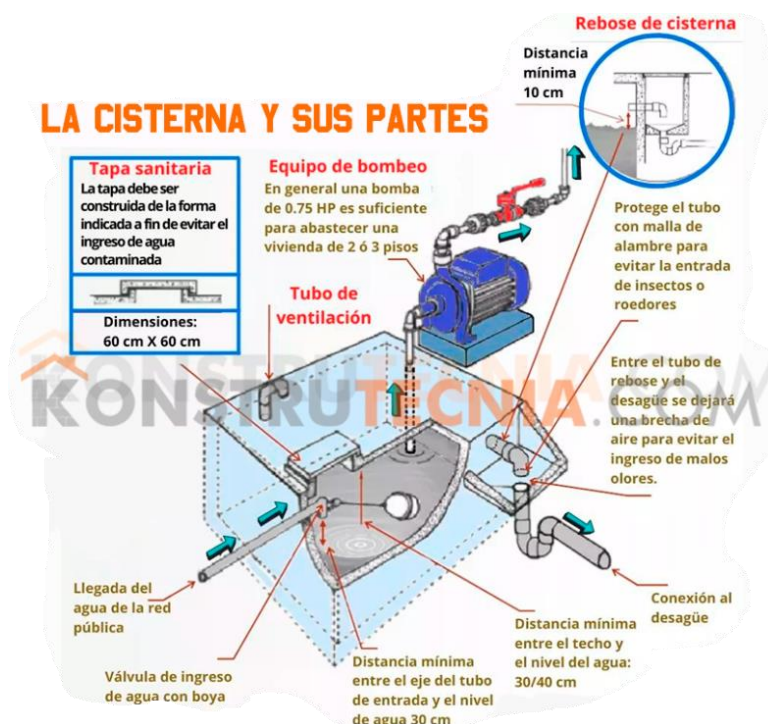 Rebose de cisterna
Distancia
mínima
10 cm
LA CISTERNA Y SUS PARTES
Tapa sanitaria
La tapa debe ser
construida de la forma
indicada a fin de evitar el
ingreso de agua
contaminada
Dimensiones:
60 cm X 60 cm
Equipo de bombeo
En general una bomba
de 0.75 HP es suficiente
para abastecer una
vivienda de 2 ó 3 pisos
Tubo de
ventilación
Protege el tubo
con malla de
alambre para
evitar la entrada
de insectos o
roedores
KONSTRUTECNIA.COM
Entre el tubo de
rebose y el
desagüe se dejará
una brecha de
aire para evitar el
ingreso de malos
olores.
Llegada del
agua de la red
pública
Válvula de ingreso
de agua con boya
Distancia mínima
entre el eje del tubo
de entrada y el nivel
de agua 30 cm
Distancia mínima
entre el techo y
el nivel del agua:
30/40 cm
Conexión al
desagüe